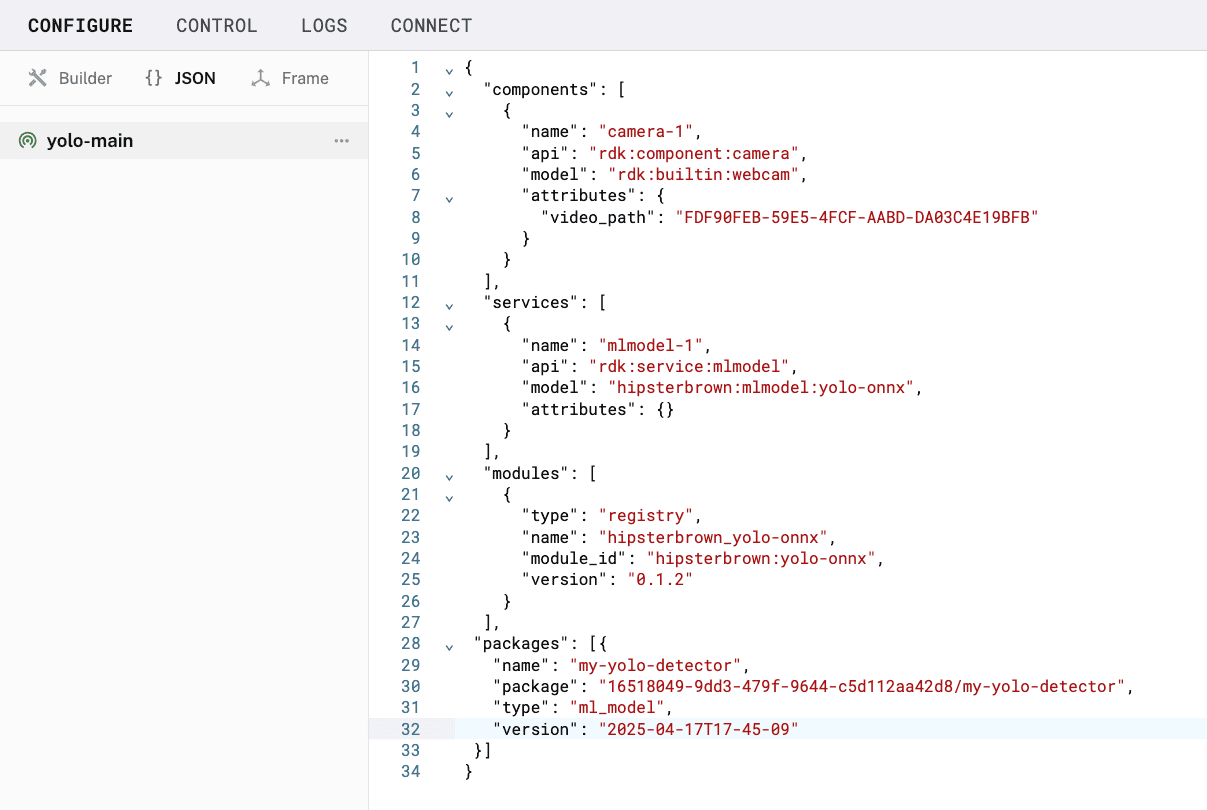 CONFIGURE CONTROL LOGS CONNECT
Builder {} JSON Frame
yolo-main ...
1 {
2 "components": [
3 {
4 "name": "camera-1",
5 "api": "rdk:component:camera",
6 "model": "rdk:builtin:webcam",
7 "attributes": {
8 "video_path": "FDF90FEB-59E5-4FCF-AABD-DA03C4E19BFB"
9 }
10 }
11 ],
12 "services": [
13 {
14 "name": "mlmodel-1",
15 "api": "rdk:service:mlmodel",
16 "model": "hipsterbrown:mlmodel:yolo-onnx",
17 "attributes": {}
18 }
19 ],
20 "modules": [
21 {
22 "type": "registry",
23 "name": "hipsterbrown_yolo-onnx",
24 "module_id": "hipsterbrown:yolo-onnx",
25 "version": "0.1.2"
26 }
27 ],
28 "packages": [{
29 "name": "my-yolo-detector",
30 "package": "16518049-9dd3-479f-9644-c5d112aa42d8/my-yolo-detector",
31 "type": "ml_model",
32 "version": "2025-04-17T17-45-09"
33 }]
34 }